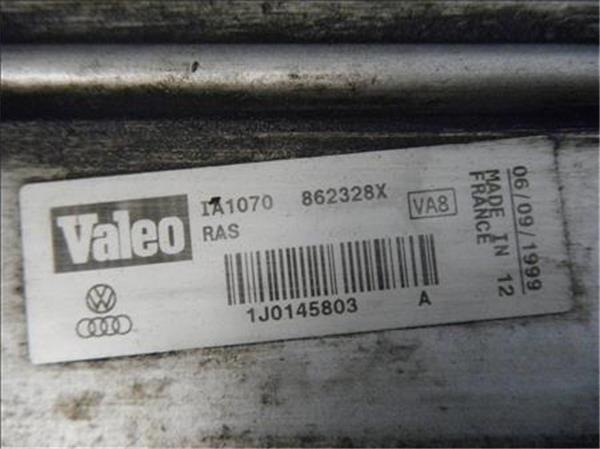 Valeo
IA1070 862328X VA8
RAS
1J0145803 A
06/09/1999
MADE IN 12
FRANCE